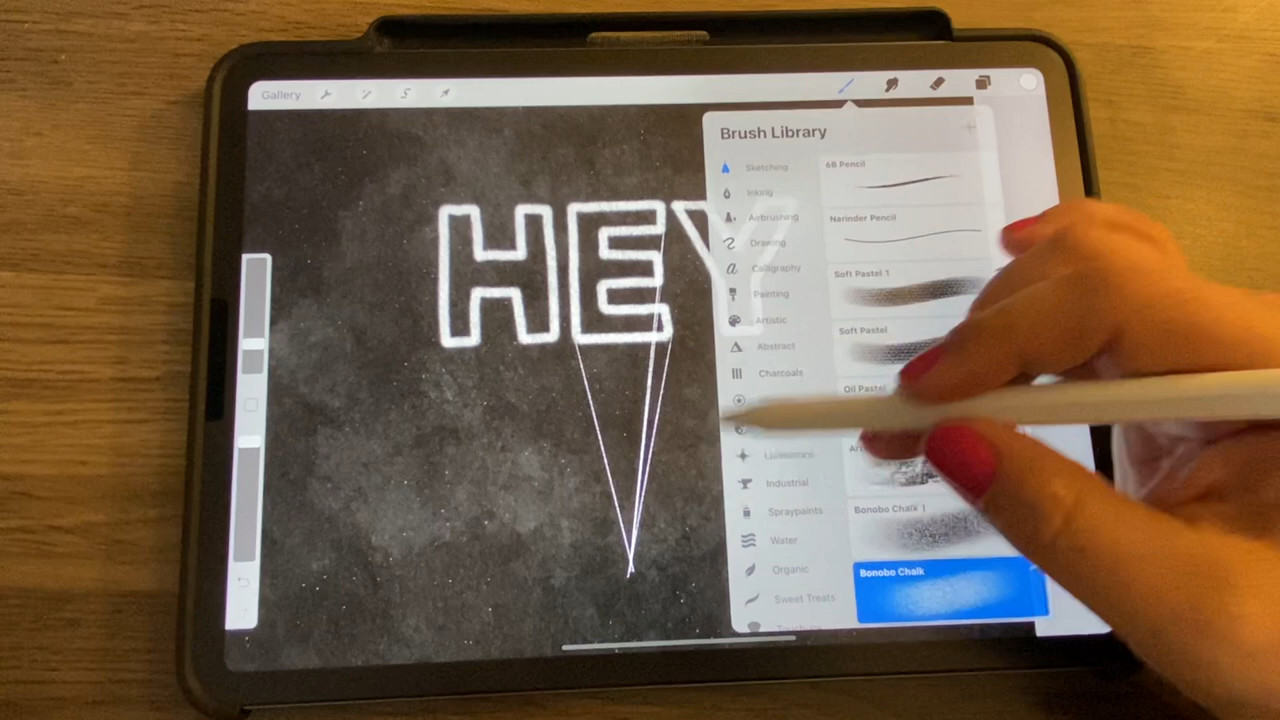 Gallery
HEY
Brush Library
Sketching
Inking
Airbrushing
Drawing
Calligraphy
Painting
Artistic
Abstract
Charcoals
Industrial
Spraypaints
Water
Organic
Sweet Treats
6B Pencil
Narinder Pencil
Soft Pastel 1
Soft Pastel
Oil Pastel
Bonobo Chalk 1
Bonobo Chalk